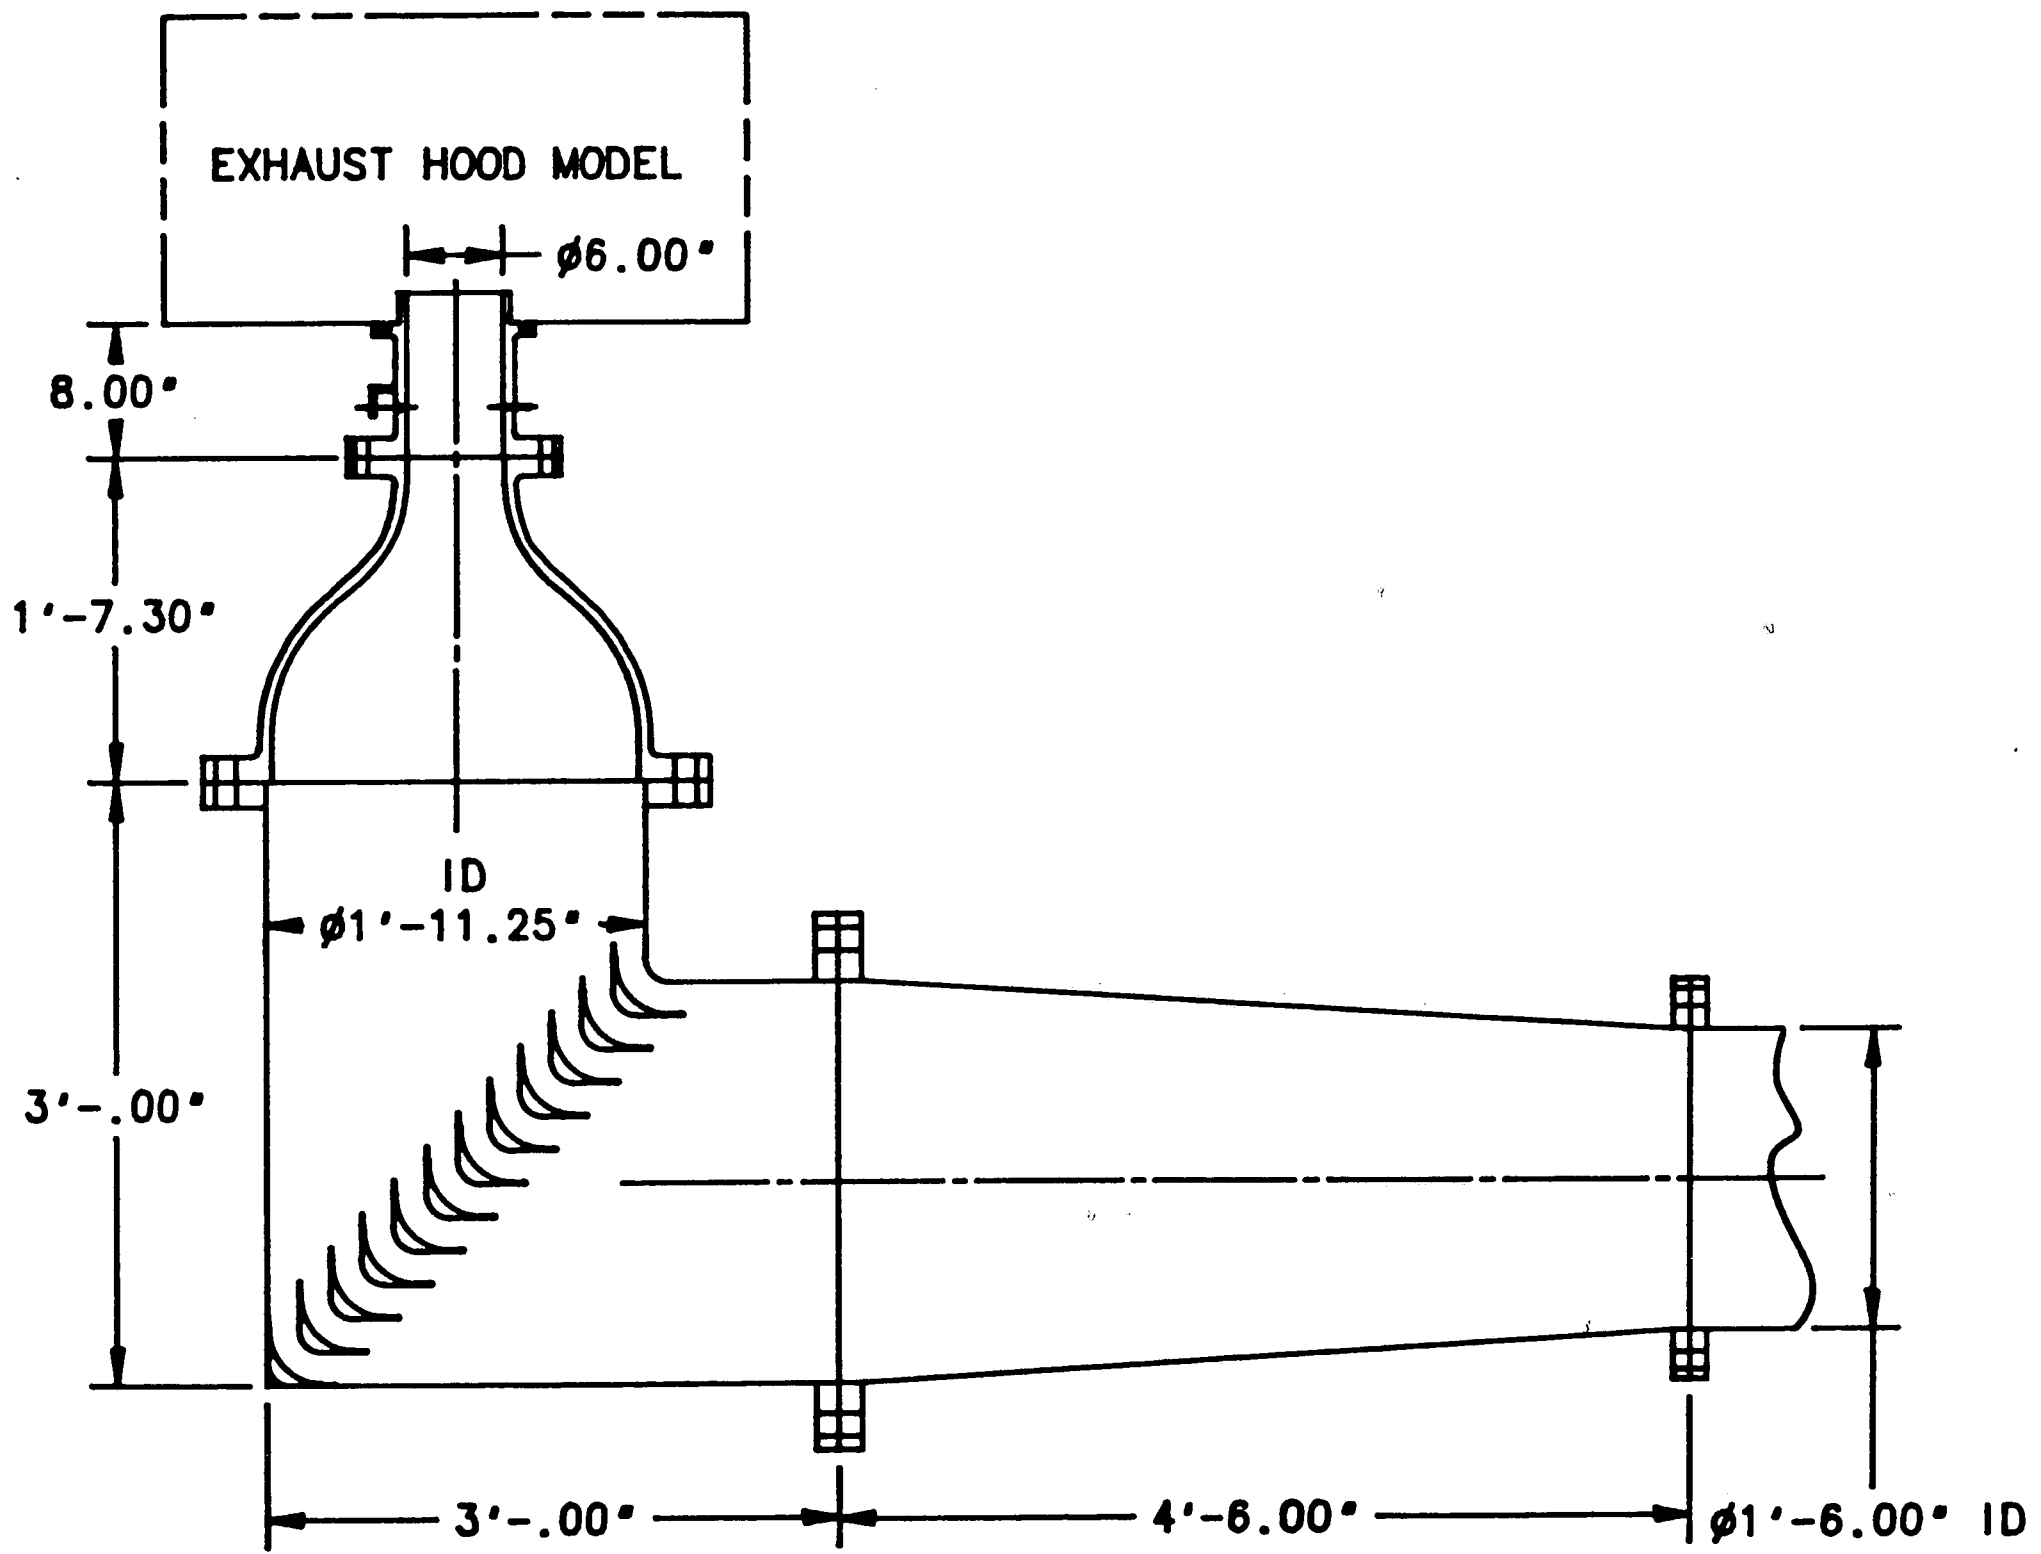 EXHAUST HOOD MODEL
ø6.00"
8.00"
1'-7.30"
ID
ø1'-11.25"
3'-.00"
3'-.00"
4'-6.00"
ø1'-6.00" ID